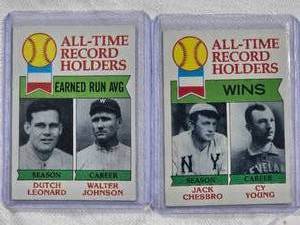 ALL-TIME
RECORD
HOLDERS
EARNED RUN AVG
W
SEASON
CAREER
DUTCH
LEONARD
WALTER
JOHNSON
ALL-TIME
RECORD
HOLDERS
WINS
N Y
CLEVELAND
SEASON
CAREER
JACK
CHESBRO
CY
YOUNG